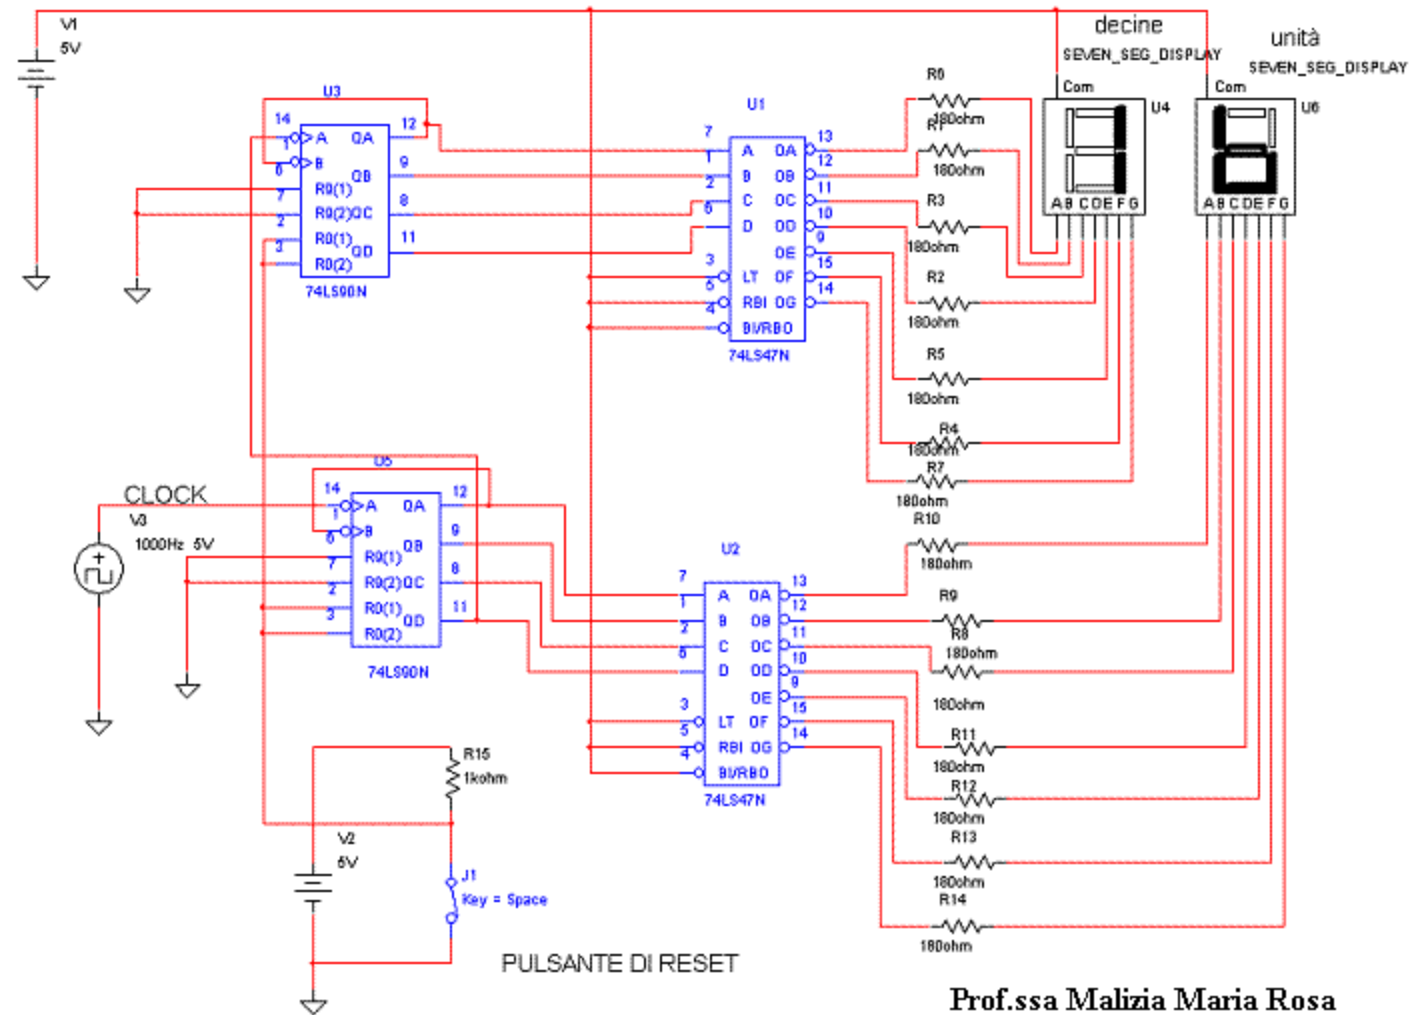 V1
5V
decine
SEVEN_SEG_DISPLAY
unità
SEVEN_SEG_DISPLAY
Com
U4
Com
U6
A B C D E F G
A B C D E F G
U3
14 A QA 12
1 B
QB 9
6 R9(1)
7 R9(2) QC 8
2 R0(1)
QD 11
3 R0(2)
74LS90N
U1
7 A OA 13
1 B OB 12
2 C OC 11
6 D OD 10
OE 9
3 LT OF 15
5 RBI OG 14
4 BI/RBO
74LS47N
R6
180ohm
R1
180ohm
R3
180ohm
R2
180ohm
R5
180ohm
R4
180ohm
R7
180ohm
R10
180ohm
R9
R8
180ohm
180ohm
R11
180ohm
R12
180ohm
R13
180ohm
R14
180ohm
CLOCK
V3
1000Hz 5V
U5
14 A QA 12
1 B
QB 9
6 R9(1)
7 R9(2) QC 8
2 R0(1)
QD 11
3 R0(2)
74LS90N
U2
7 A OA 13
1 B OB 12
2 C OC 11
6 D OD 10
OE 9
3 LT OF 15
5 RBI OG 14
4 BI/RBO
74LS47N
R15
1kohm
V2
5V
J1
Key = Space
PULSANTE DI RESET
Prof.ssa Malizia Maria Rosa